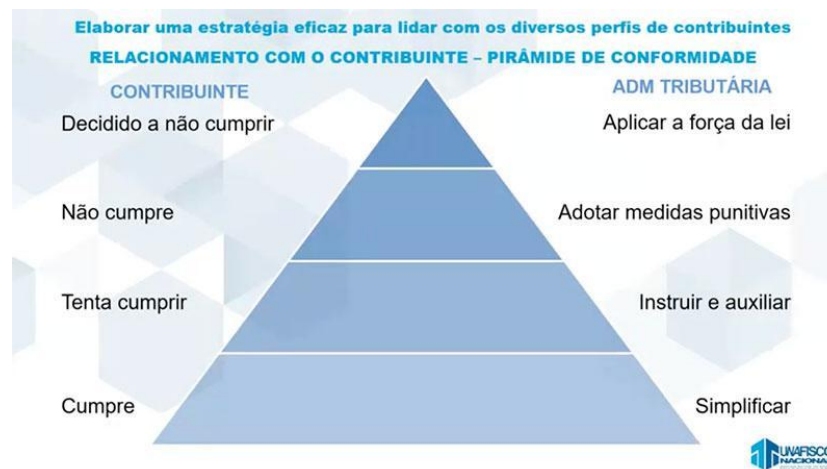 Elaborar uma estratégia eficaz para lidar com os diversos perfis de contribuintes
RELACIONAMENTO COM O CONTRIBUINTE – PIRÂMIDE DE CONFORMIDADE
CONTRIBUINTE
ADM TRIBUTÁRIA
Decidido a não cumprir
Aplicar a força da lei
Não cumpre
Adotar medidas punitivas
Tenta cumprir
Instruir e auxiliar
Cumpre
Simplificar
UNAFISCO
NACIONAL